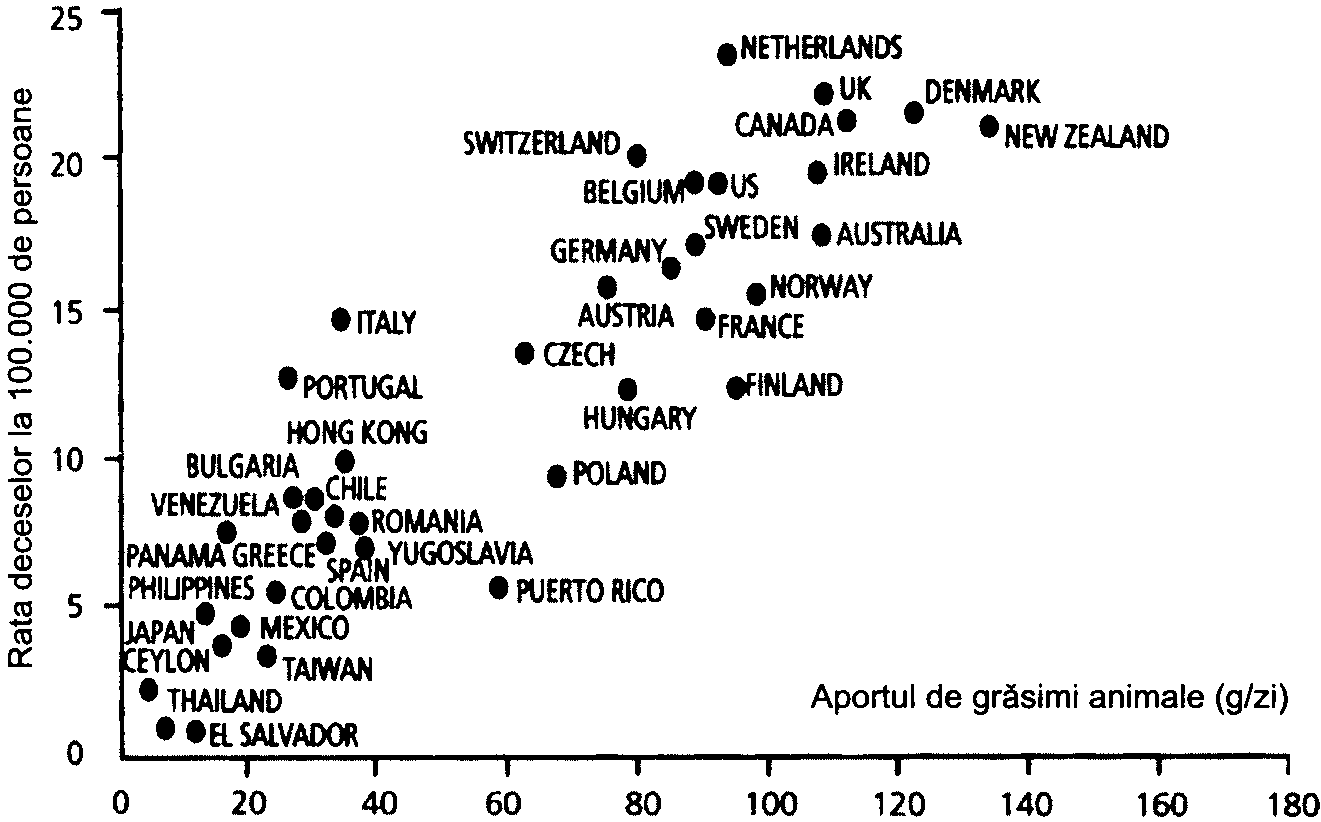 25
NETHERLANDS
UK
DENMARK
CANADA
NEW ZEALAND
SWITZERLAND
20
IRELAND
BELGIUM
US
SWEDEN
AUSTRALIA
GERMANY
NORWAY
AUSTRIA
15
ITALY
FRANCE
CZECH
PORTUGAL
FINLAND
HUNGARY
HONG KONG
10
BULGARIA
POLAND
CHILE
VENEZUELA
ROMANIA
PANAMA GREECE
YUGOSLAVIA
SPAIN
PHILIPPINES
COLOMBIA
PUERTO RICO
5
JAPAN
MEXICO
CEYLON
TAIWAN
THAILAND
EL SALVADOR
0
Rata deceselor la 100.000 de persoane
Aportul de grăsimi animale (g/zi)
0 20 40 60 80 100 120 140 160 180